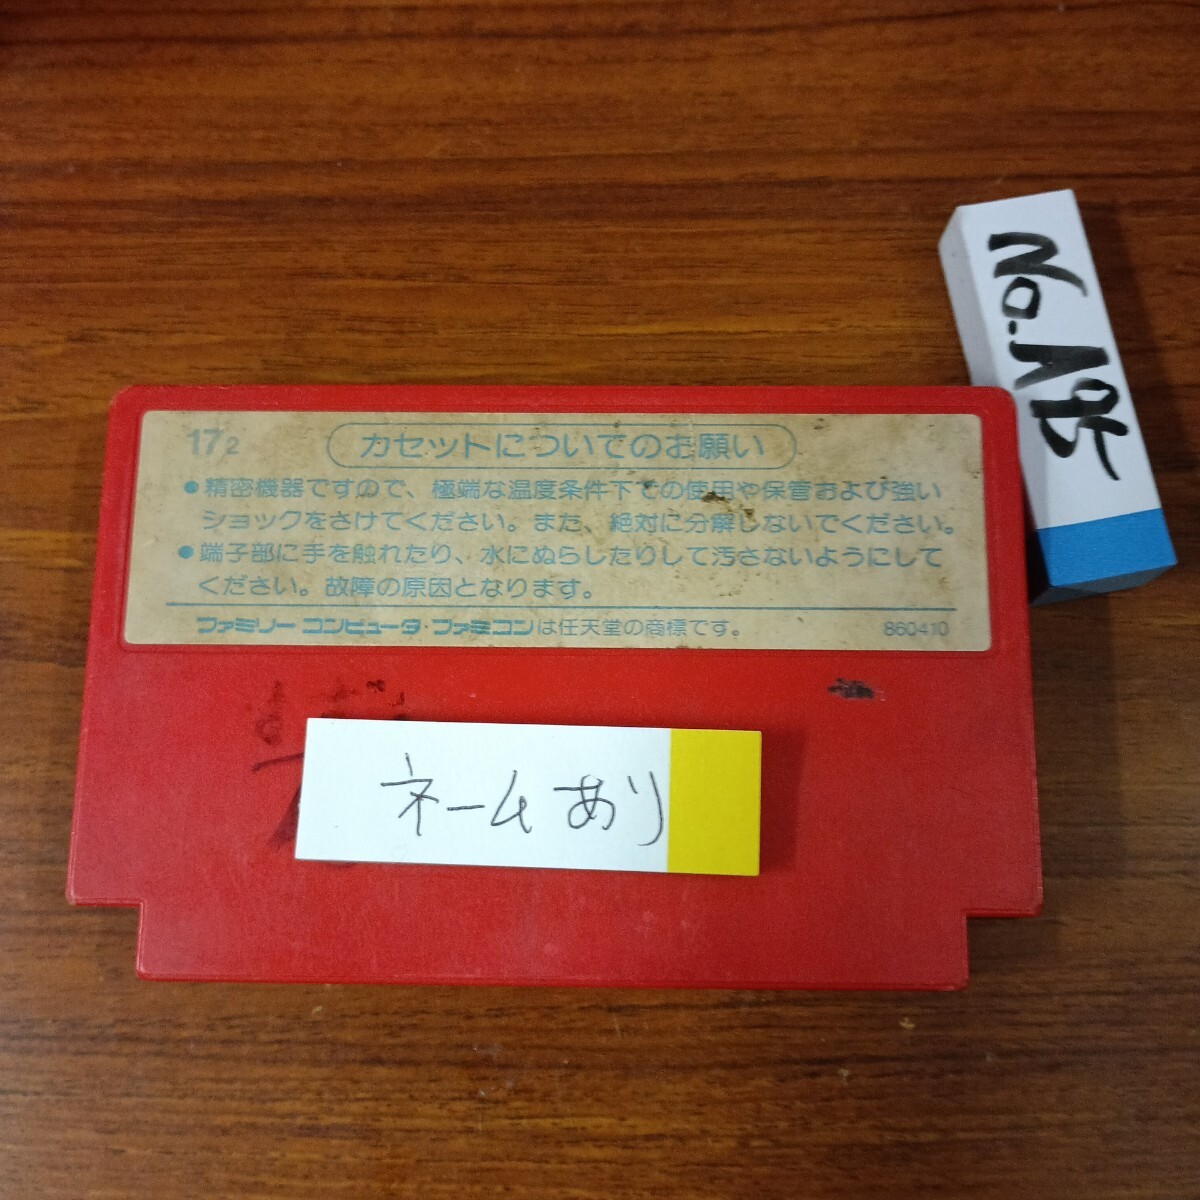 No.195
17 2
カセットについてのお願い
●精密機器ですので、極端な温度条件下での使用や保管および強い
ショックをさけてください。また、絶対に分解しないでください。
●端子部に手を触れたり、水にぬらしたりして汚さないようにして
ください。故障の原因となります。
ファミリーコンピュータ・ファミコンは任天堂の商標です。 860410
ネームあり